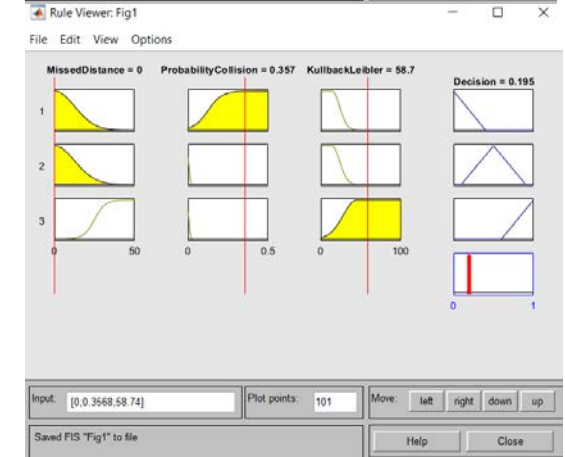 Rule Viewer: Fig1
File Edit View Options
MissedDistance = 0 ProbabilityCollision = 0.357 KullbackLeibler = 58.7
Decision = 0.195
1
2
3
0 50 0 0.5 0 100
0 1
Input: [0;0.3568;58.74] Plot points: 101 Move: left right down up
Saved FIS "Fig1" to file Help Close